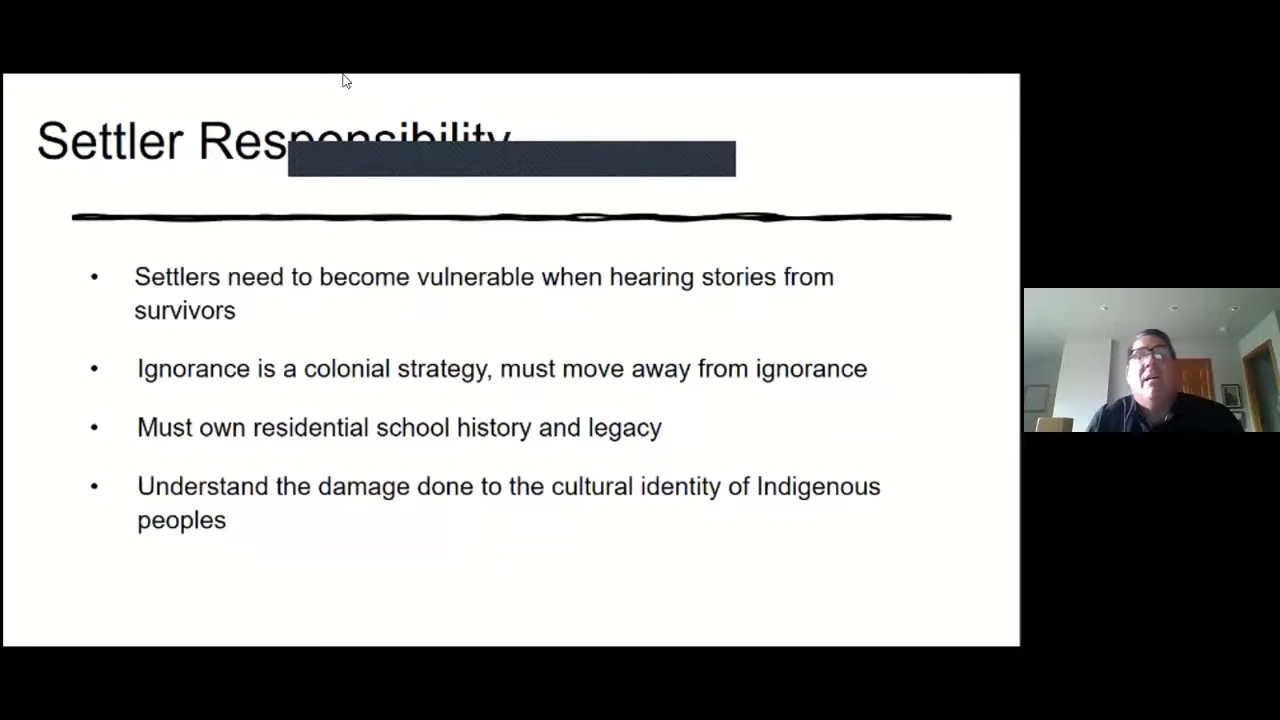 Settler Responsibility
• Settlers need to become vulnerable when hearing stories from
survivors
• Ignorance is a colonial strategy, must move away from ignorance
• Must own residential school history and legacy
• Understand the damage done to the cultural identity of Indigenous
peoples